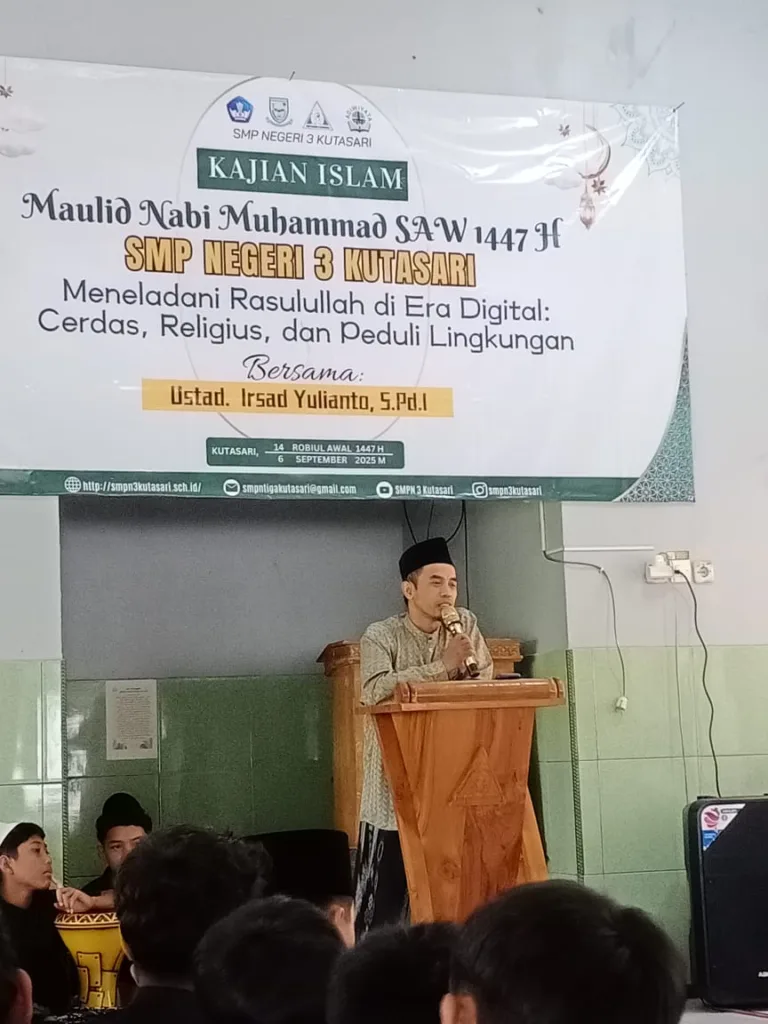 SMP NEGERI 3 KUTASARI
KAJIAN ISLAM
Maulid Nabi Muhammad SAW 1447 H
SMP NEGERI 3 KUTASARI
Meneladani Rasulullah di Era Digital:
Cerdas, Religius, dan Peduli Lingkungan
Bersama:
Ustad. Irsad Yulianto, S.Pd.I
KUTASARI, 14 ROBIUL AWAL 1447 H
6 SEPTEMBER 2025 M
http://smpn3kutasari.sch.id/ smpntigakutasari@gmail.com SMPN 3 Kutasari smpn3kutasari